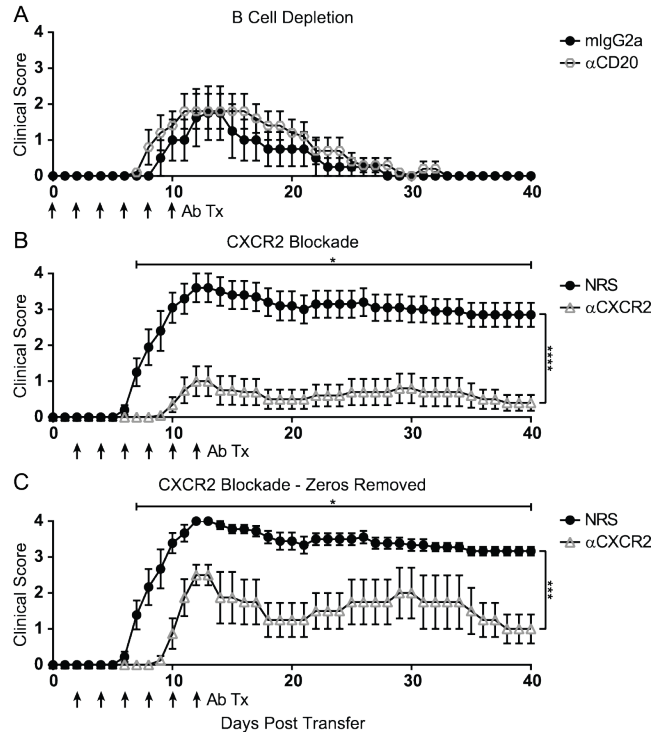 A
B Cell Depletion
mIgG2a
αCD20
Clinical Score
4
3
2
1
0
0 10 20 30 40
Ab Tx
B
CXCR2 Blockade
*
NRS
αCXCR2
Clinical Score
4
3
2
1
0
****
0 10 20 30 40
Ab Tx
C
CXCR2 Blockade - Zeros Removed
*
NRS
αCXCR2
Clinical Score
4
3
2
1
0
***
0 10 20 30 40
Ab Tx
Days Post Transfer